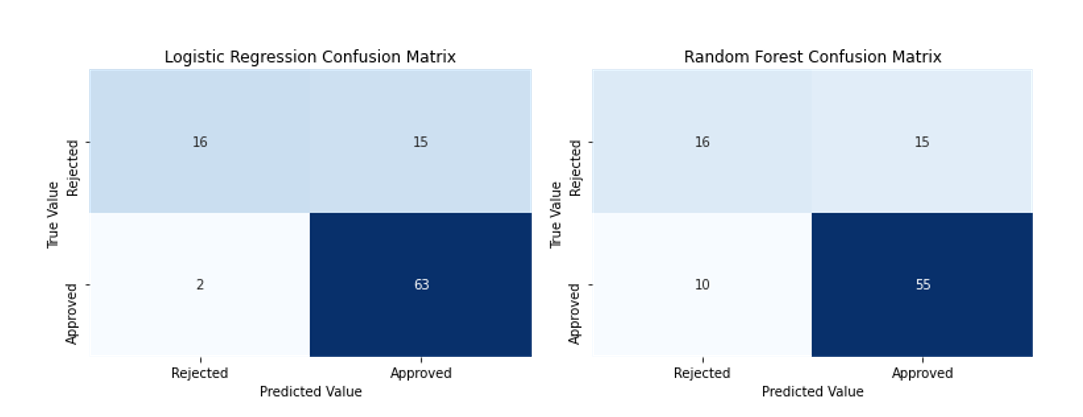 Logistic Regression Confusion Matrix
True Value
Rejected
Approved
16
15
2
63
Rejected
Approved
Predicted Value
Random Forest Confusion Matrix
True Value
Rejected
Approved
16
15
10
55
Rejected
Approved
Predicted Value